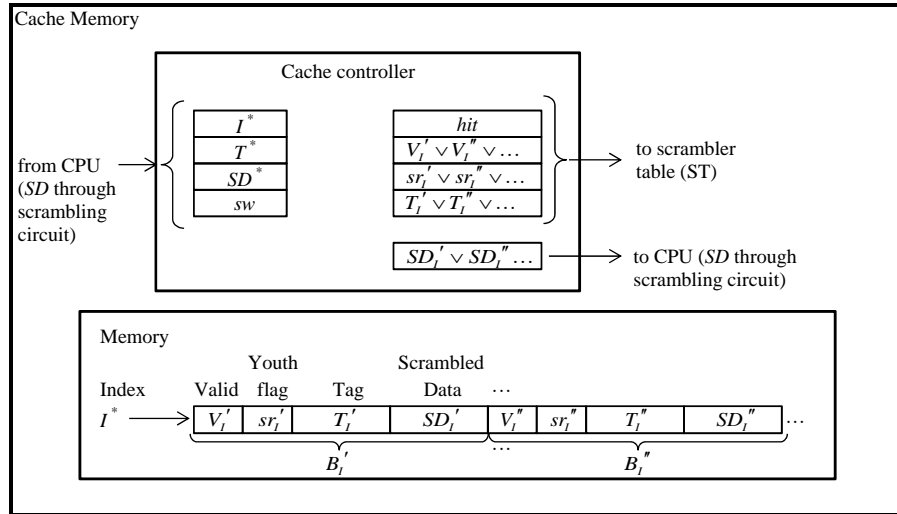 Cache Memory
Cache controller
from CPU
(SD through
scrambling
circuit)
I*
T*
SD*
sw
hit
V_I' ∨ V_I'' ∨ …
sr_I' ∨ sr_I'' ∨ …
T_I' ∨ T_I'' ∨ …
to scrambler
table (ST)
SD_I' ∨ SD_I'' …
to CPU (SD through
scrambling circuit)
Memory
Youth Scrambled
Index Valid flag Tag Data …
I* V_I' sr_I' T_I' SD_I' V_I'' sr_I'' T_I'' SD_I'' …
B_I' … B_I''